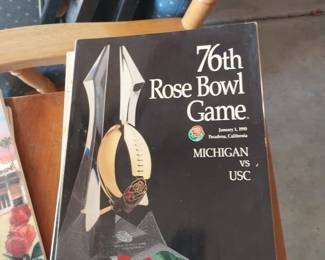 76th
Rose Bowl
Game
January 1, 1990
Pasadena, California
MICHIGAN
vs
USC